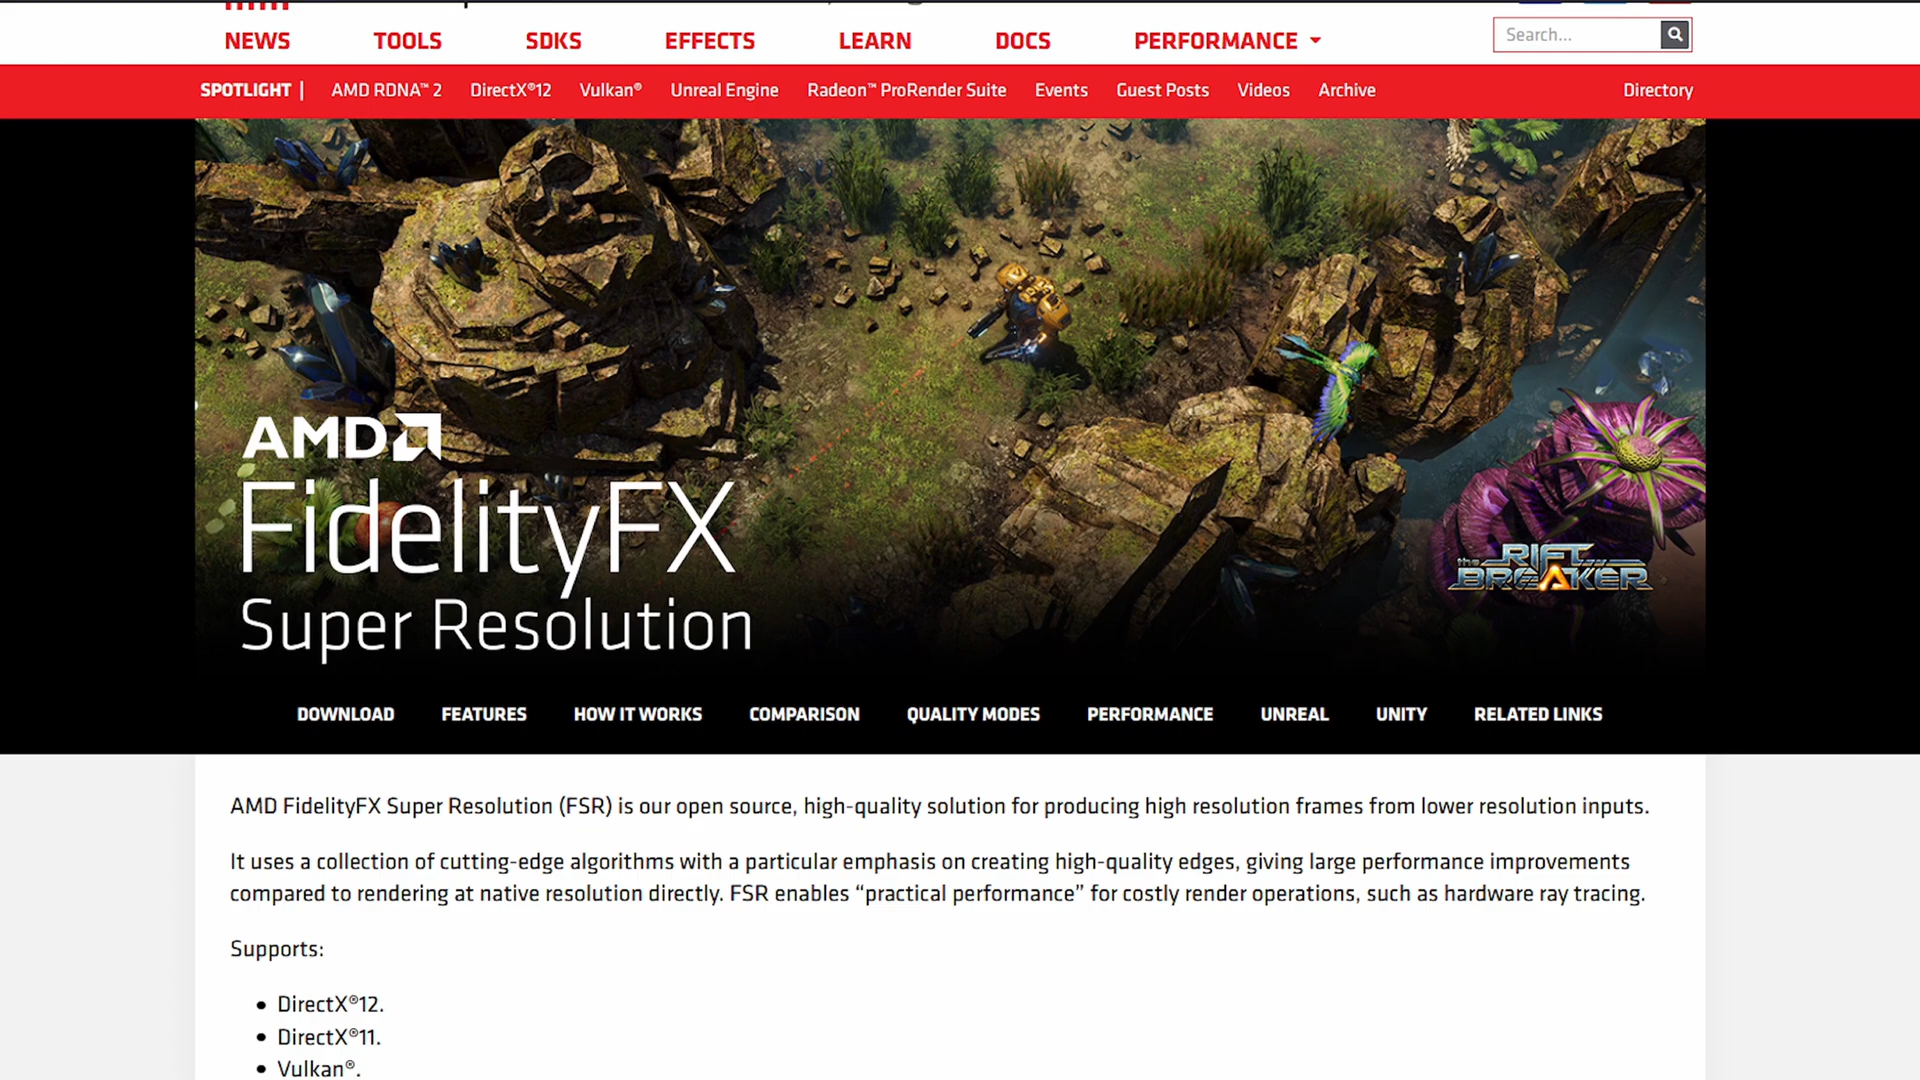 NEWS TOOLS SDKS EFFECTS LEARN DOCS PERFORMANCE Search...
SPOTLIGHT | AMD RDNA™ 2 DirectX®12 Vulkan® Unreal Engine Radeon™ ProRender Suite Events Guest Posts Videos Archive Directory
AMD
FidelityFX
Super Resolution
the RIFT
BREAKER
DOWNLOAD FEATURES HOW IT WORKS COMPARISON QUALITY MODES PERFORMANCE UNREAL UNITY RELATED LINKS
AMD FidelityFX Super Resolution (FSR) is our open source, high-quality solution for producing high resolution frames from lower resolution inputs.
It uses a collection of cutting-edge algorithms with a particular emphasis on creating high-quality edges, giving large performance improvements
compared to rendering at native resolution directly. FSR enables “practical performance” for costly render operations, such as hardware ray tracing.
Supports:
• DirectX®12.
• DirectX®11.
• Vulkan®.